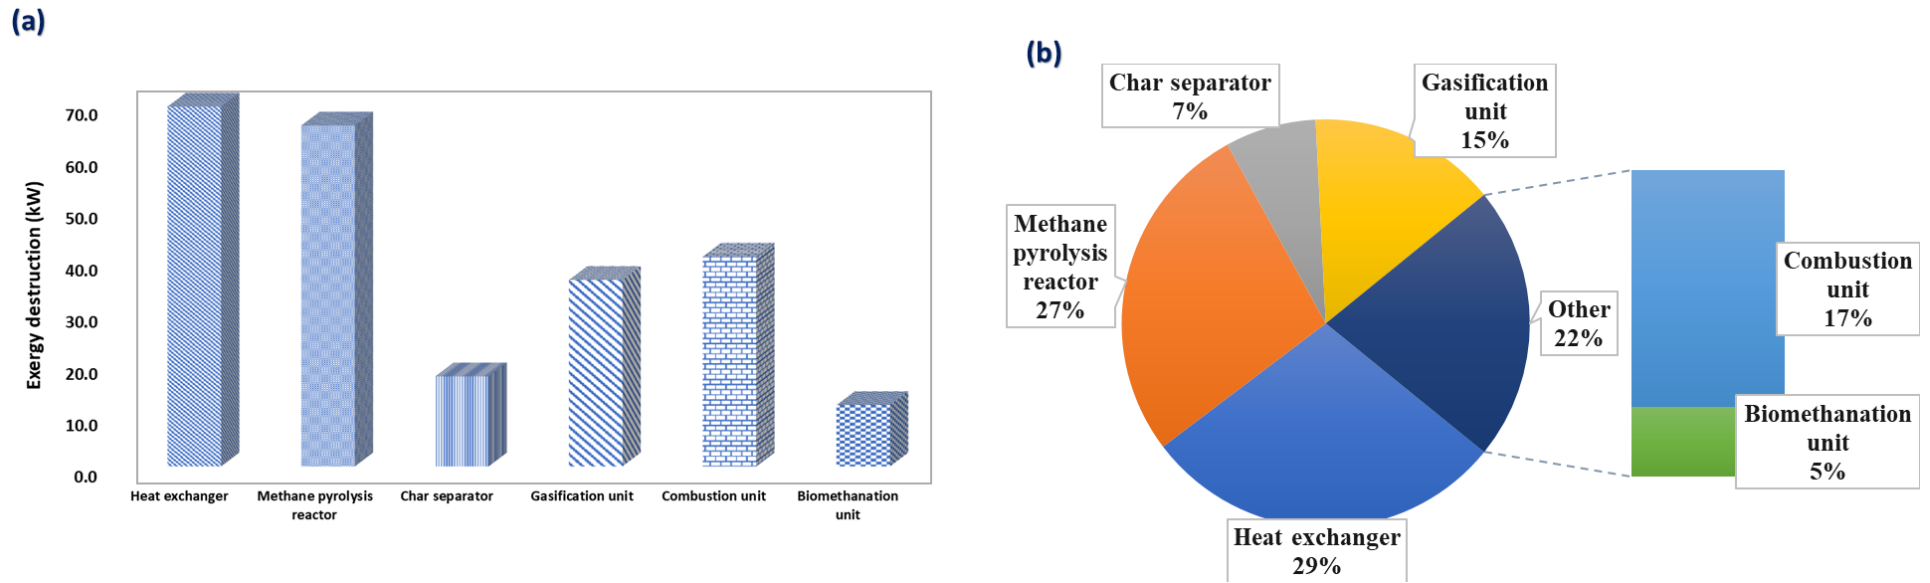 (a)
Exergy destruction (kW)
70.0
60.0
50.0
40.0
30.0
20.0
10.0
0.0
Heat exchanger
Methane pyrolysis
reactor
Char separator
Gasification unit
Combustion unit
Biomethanation
unit
(b)
Char separator
7%
Gasification
unit
15%
Methane
pyrolysis
reactor
27%
Other
22%
Combustion
unit
17%
Biomethanation
unit
5%
Heat exchanger
29%